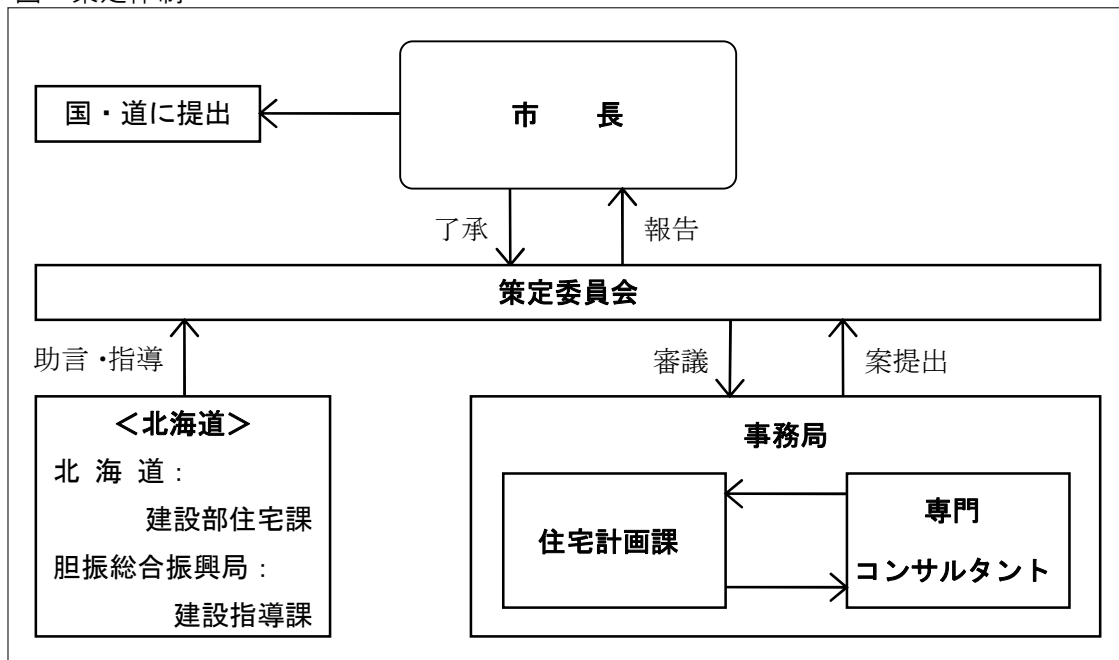 市　　長
国・道に提出
了承
報告
策定委員会
助言・指導
審議
案提出
＜北海道＞
北 海 道：
建設部住宅課
胆振総合振興局：
建設指導課
事務局
住宅計画課
専門
コンサルタント